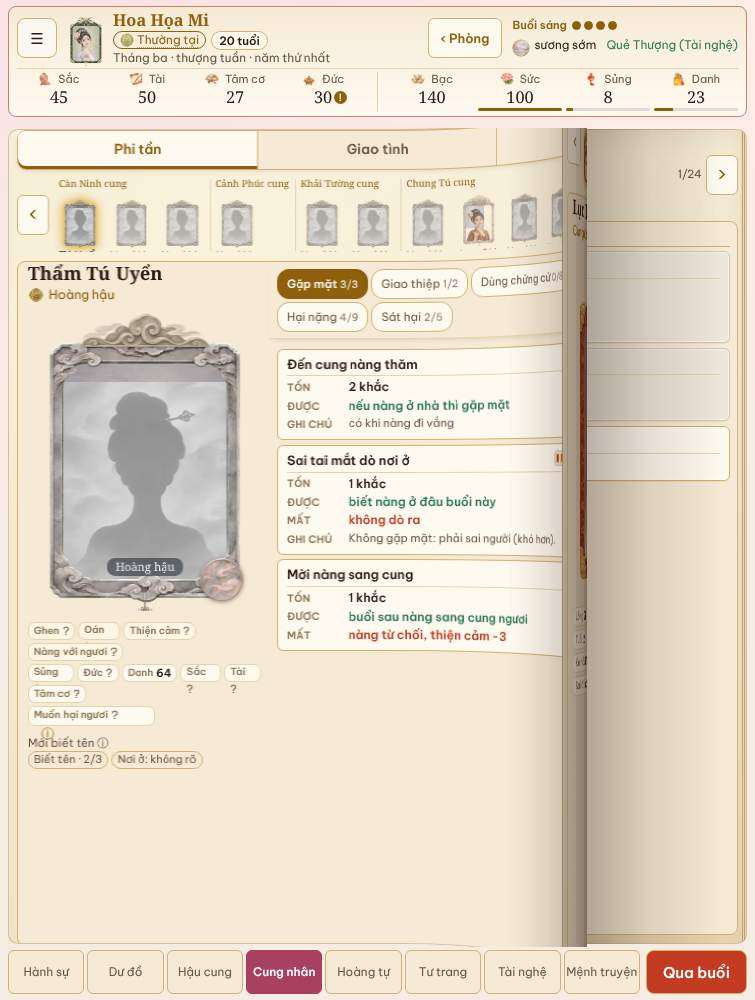 Hoa Họa Mi
Thường tại
20 tuổi
Tháng ba · thượng tuần · năm thứ nhất
‹ Phòng
Buổi sáng
sương sớm
Quẻ Thượng (Tài nghệ)
Sắc
45
Tài
50
Tâm cơ
27
Đức
30
Bạc
140
Sức
100
Sủng
8
Danh
23
Phi tần
Giao tình
1/24
Càn Ninh cung
Cảnh Phúc cung
Khải Tường cung
Chung Tú cung
Thẩm Tú Uyển
Hoàng hậu
Hoàng hậu
Ghen ?
Oán
Thiện cảm ?
Nàng với ngươi ?
Sủng
Đức ?
Danh 64
Sắc ?
Tài ?
Tâm cơ ?
Muốn hại ngươi ?
Mới biết tên ⓘ
Biết tên · 2/3
Nơi ở: không rõ
Gặp mặt 3/3
Giao thiệp 1/2
Dùng chứng cứ
Hại nặng 4/9
Sát hại 2/5
Đến cung nàng thăm
TỐN 2 khắc
ĐƯỢC nếu nàng ở nhà thì gặp mặt
GHI CHÚ có khi nàng đi vắng
Sai tai mắt dò nơi ở
TỐN 1 khắc
ĐƯỢC biết nàng ở đâu buổi này
MẤT không dò ra
GHI CHÚ Không gặp mặt: phải sai người (khó hơn).
Mời nàng sang cung
TỐN 1 khắc
ĐƯỢC buổi sau nàng sang cung ngươi
MẤT nàng từ chối, thiện cảm -3
Hành sự
Dư đồ
Hậu cung
Cung nhân
Hoàng tự
Tư trang
Tài nghệ
Mệnh truyện
Qua buổi